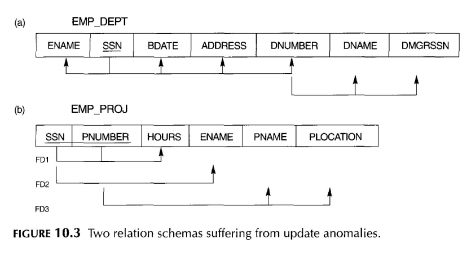 (a) EMP_DEPT
ENAME SSN BDATE ADDRESS DNUMBER DNAME DMGRSSN
(b) EMP_PROJ
SSN PNUMBER HOURS ENAME PNAME PLOCATION
FD1
FD2
FD3
FIGURE 10.3 Two relation schemas suffering from update anomalies.